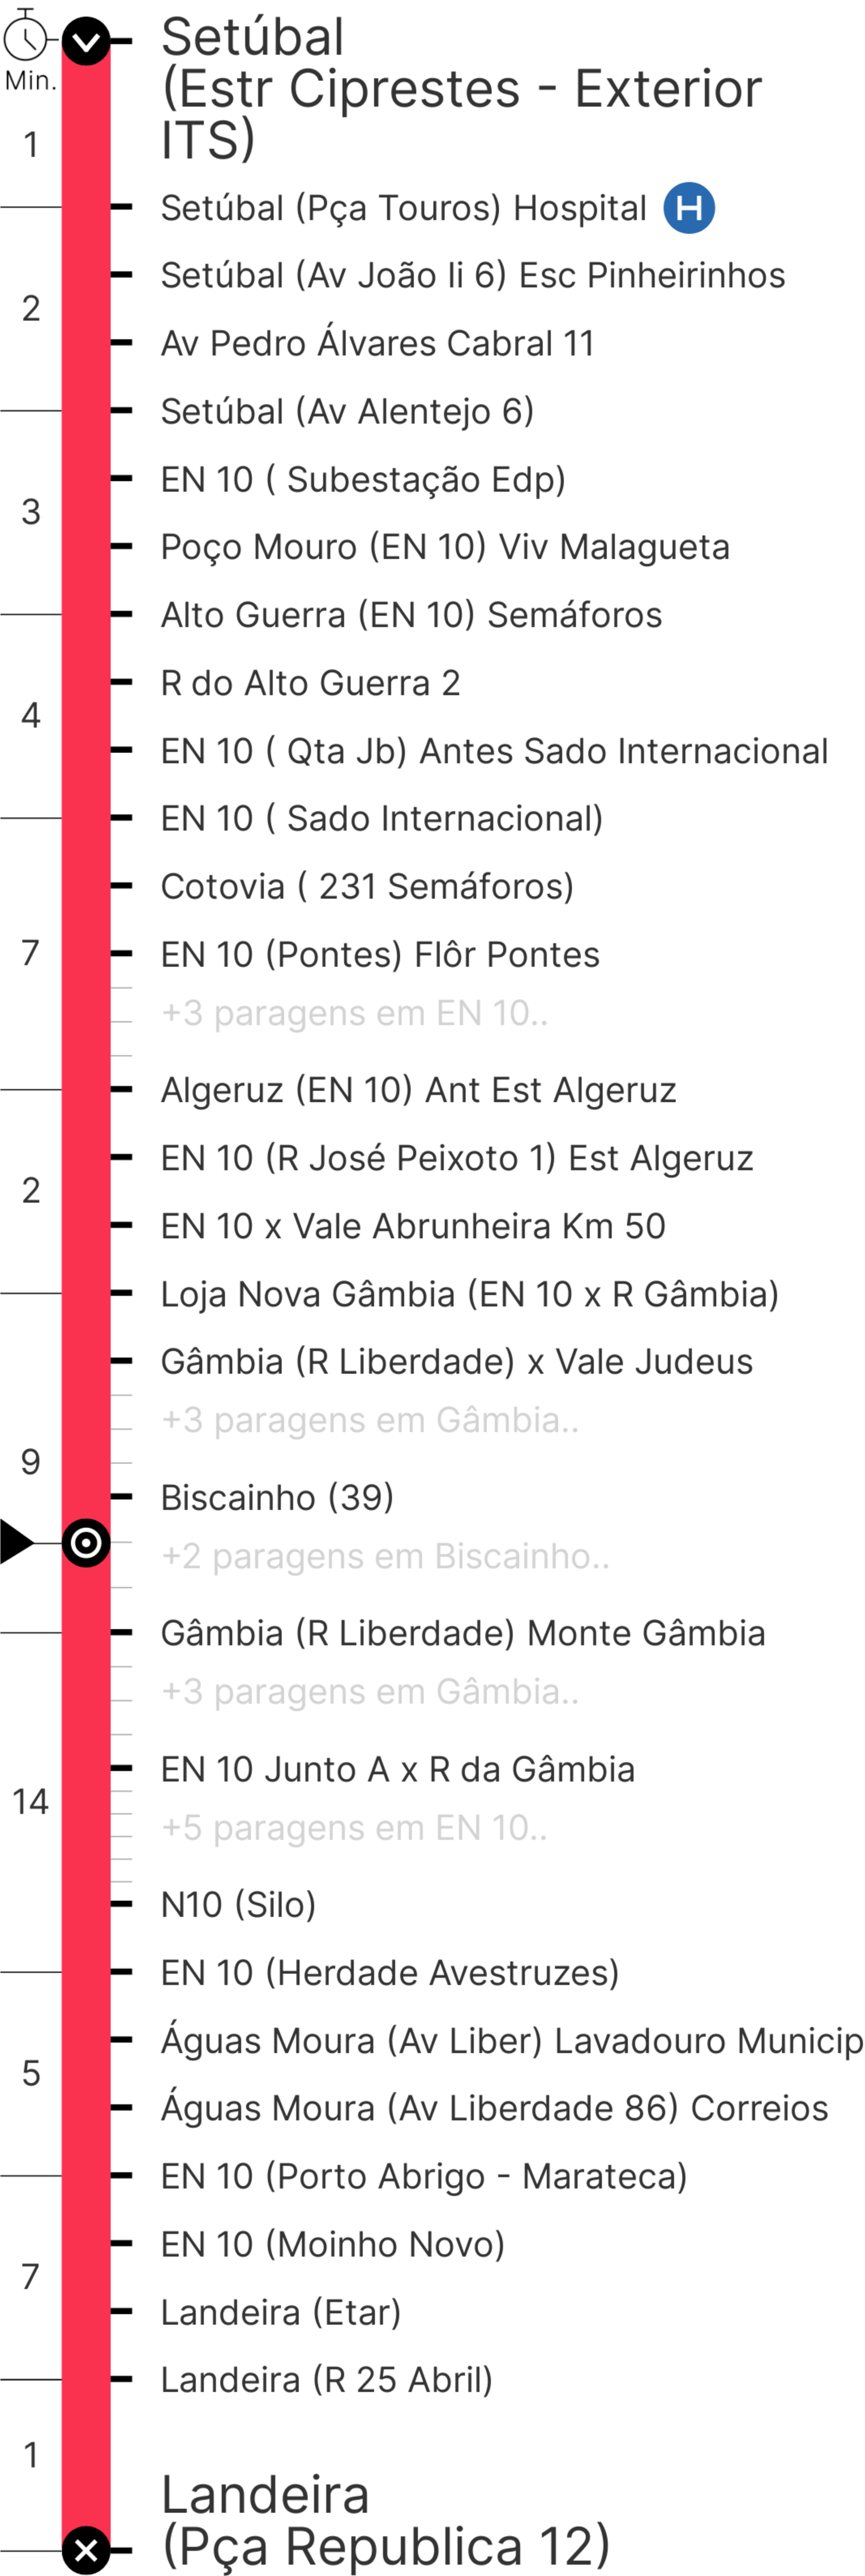 Setúbal
(Estr Ciprestes - Exterior
ITS)
Min.
1
Setúbal (Pça Touros) Hospital H
2
Setúbal (Av João Ii 6) Esc Pinheirinhos
Av Pedro Álvares Cabral 11
Setúbal (Av Alentejo 6)
3
EN 10 ( Subestação Edp)
Poço Mouro (EN 10) Viv Malagueta
Alto Guerra (EN 10) Semáforos
4
R do Alto Guerra 2
EN 10 ( Qta Jb) Antes Sado Internacional
EN 10 ( Sado Internacional)
Cotovia ( 231 Semáforos)
7
EN 10 (Pontes) Flôr Pontes
+3 paragens em EN 10..
Algeruz (EN 10) Ant Est Algeruz
2
EN 10 (R José Peixoto 1) Est Algeruz
EN 10 x Vale Abrunheira Km 50
Loja Nova Gâmbia (EN 10 x R Gâmbia)
Gâmbia (R Liberdade) x Vale Judeus
+3 paragens em Gâmbia..
9
Biscainho (39)
+2 paragens em Biscainho..
Gâmbia (R Liberdade) Monte Gâmbia
+3 paragens em Gâmbia..
EN 10 Junto A x R da Gâmbia
14
+5 paragens em EN 10..
N10 (Silo)
EN 10 (Herdade Avestruzes)
Águas Moura (Av Liber) Lavadouro Municip
5
Águas Moura (Av Liberdade 86) Correios
EN 10 (Porto Abrigo - Marateca)
EN 10 (Moinho Novo)
7
Landeira (Etar)
Landeira (R 25 Abril)
1
Landeira
(Pça Republica 12)